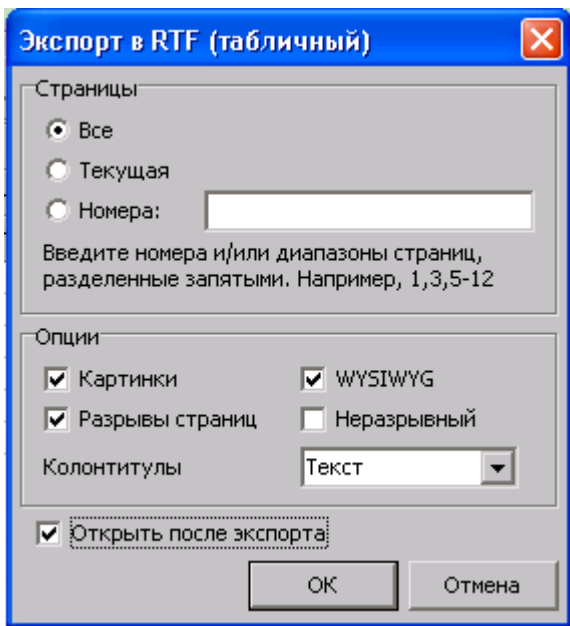 Экспорт в RTF (табличный)
Страницы
Все
Текущая
Номера:
Введите номера и/или диапазоны страниц,
разделенные запятыми. Например, 1,3,5-12
Опции
Картинки WYSIWYG
Разрывы страниц Неразрывный
Колонтитулы Текст
Открыть после экспорта
ОК Отмена